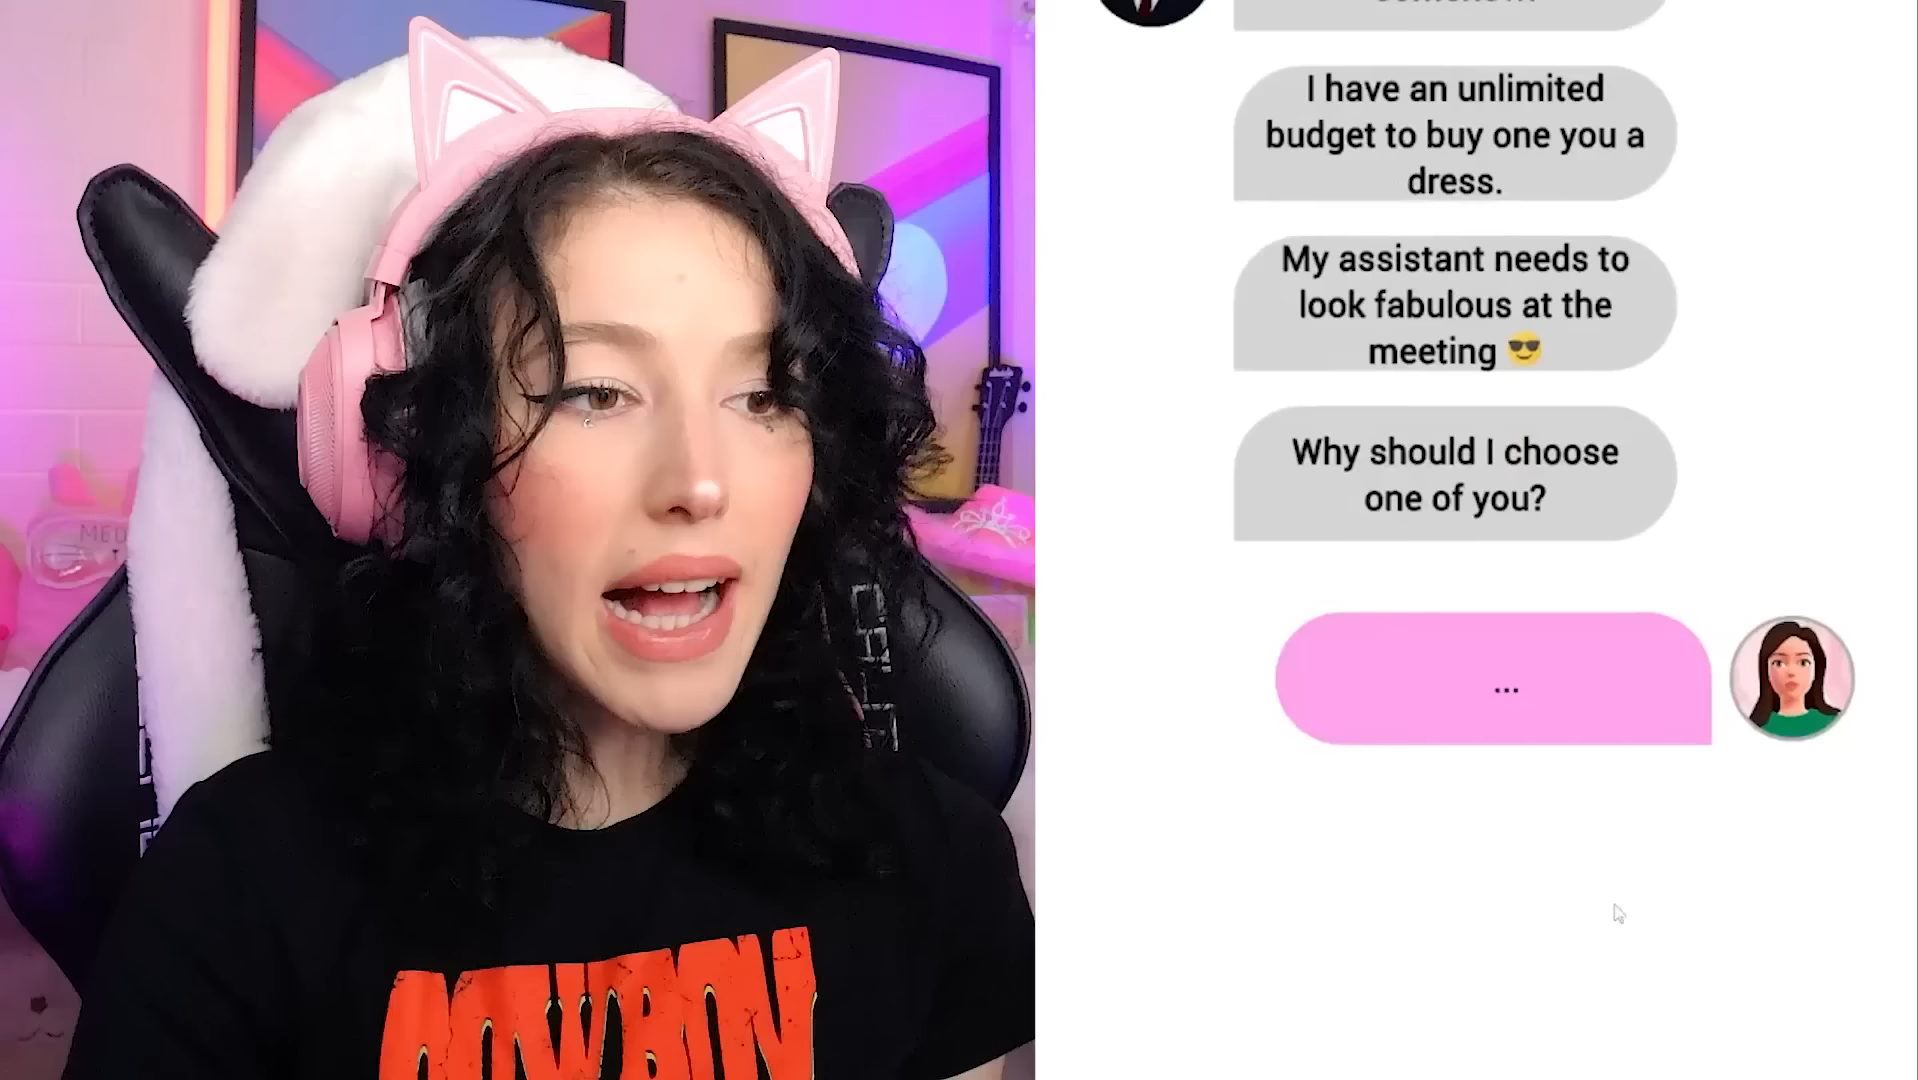 I have an unlimited
budget to buy one you a
dress.
My assistant needs to
look fabulous at the
meeting 😎
Why should I choose
one of you?
...
MED